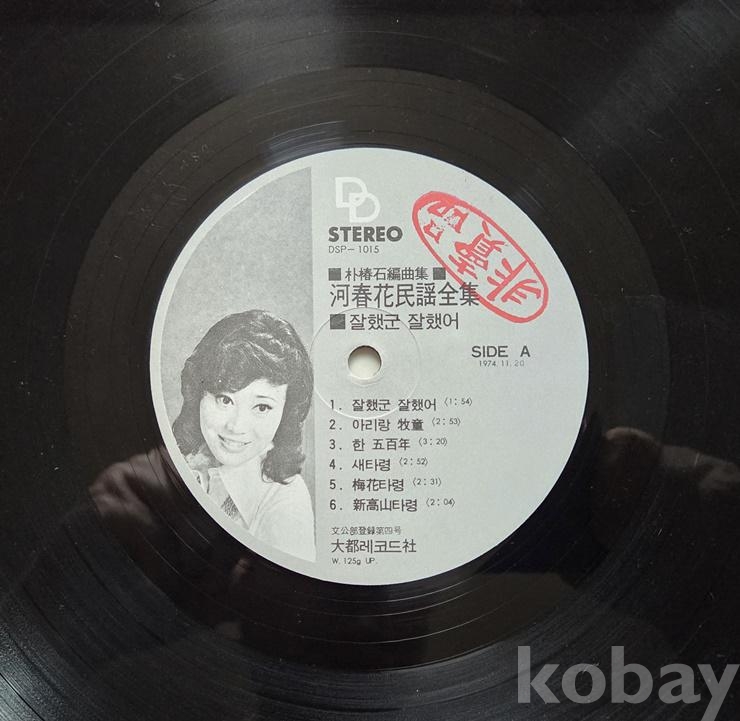 DD
STEREO
DSP-1015
非賣品
■ 朴椿石編曲集 ■
河春花民謡全集
■ 잘했군 잘했어
SIDE A
1974. 11. 20
1. 잘했군 잘했어 (1:54)
2. 아리랑 牧童 (2:53)
3. 한 五百年 (3:20)
4. 새타령 (2:52)
5. 梅花타령 (2:31)
6. 新高山타령 (2:04)
文公部登録第四号
大都레코드社
W. 125g UP.
kobay